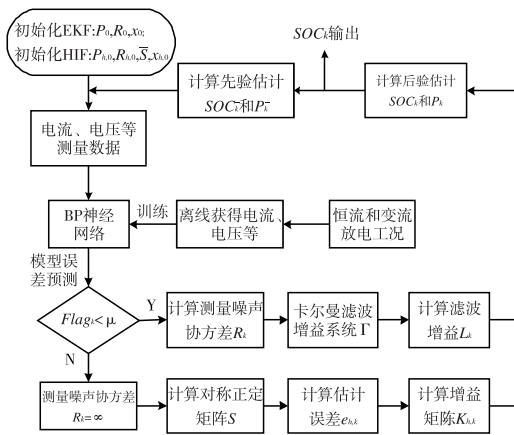 初始化EKF:P₀,R₀,x₀;
初始化HIF:Pₕ,₀,Rₕ,₀,S̅,xₕ,₀
SOCₖ输出
计算先验估计
SOCₖ⁻和Pₖ⁻
计算后验估计
SOCₖ和Pₖ
电流、电压等
测量数据
BP神经
网络
训练
离线获得电流、
电压等
恒流和变流
放电工况
模型误
差预测
Flagₖ<μ
Y
计算测量噪声
协方差Rₖ
卡尔曼滤波
增益系统Γ
计算滤波
增益Lₖ
N
测量噪声协方差
Rₖ=∞
计算对称正定
矩阵S
计算估计
误差eₕ,ₖ
计算增益
矩陈Kₕ,ₖ